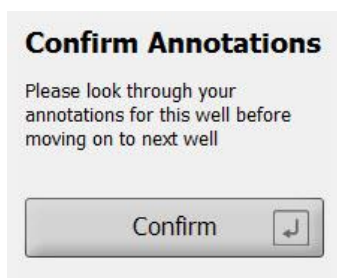 Confirm Annotations
Please look through your
annotations for this well before
moving on to next well
Confirm